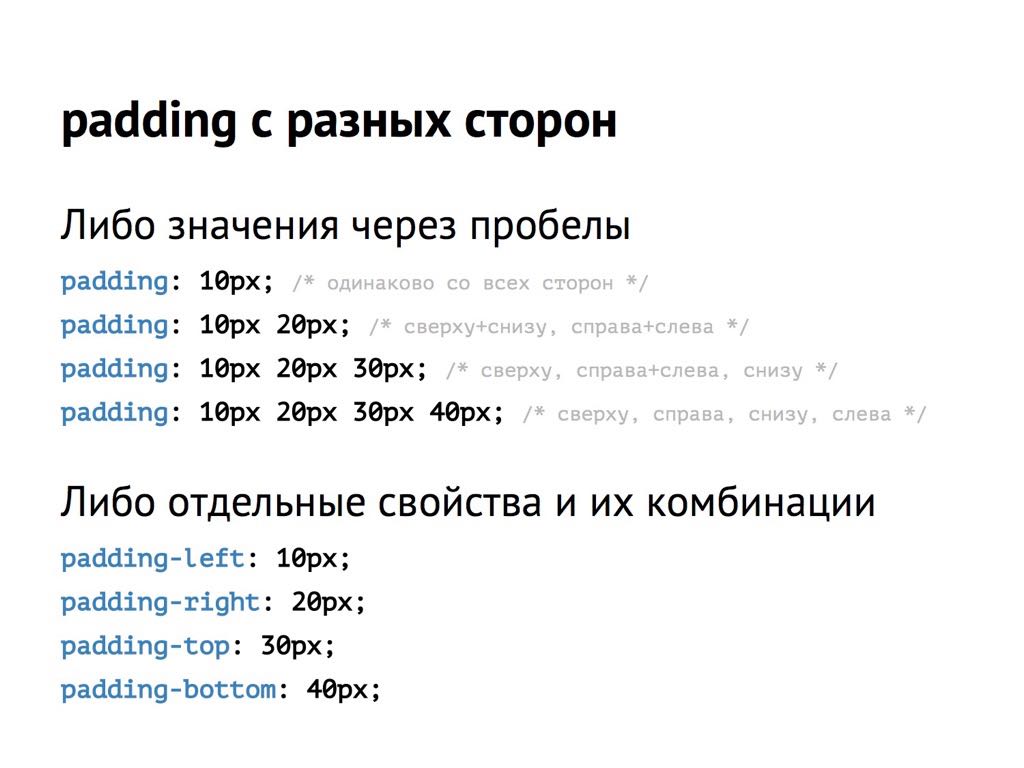 padding с разных сторон
Либо значения через пробелы
padding: 10px; /* одинаково со всех сторон */
padding: 10px 20px; /* сверху+снизу, справа+слева */
padding: 10px 20px 30px; /* сверху, справа+слева, снизу */
padding: 10px 20px 30px 40px; /* сверху, справа, снизу, слева */
Либо отдельные свойства и их комбинации
padding-left: 10px;
padding-right: 20px;
padding-top: 30px;
padding-bottom: 40px;